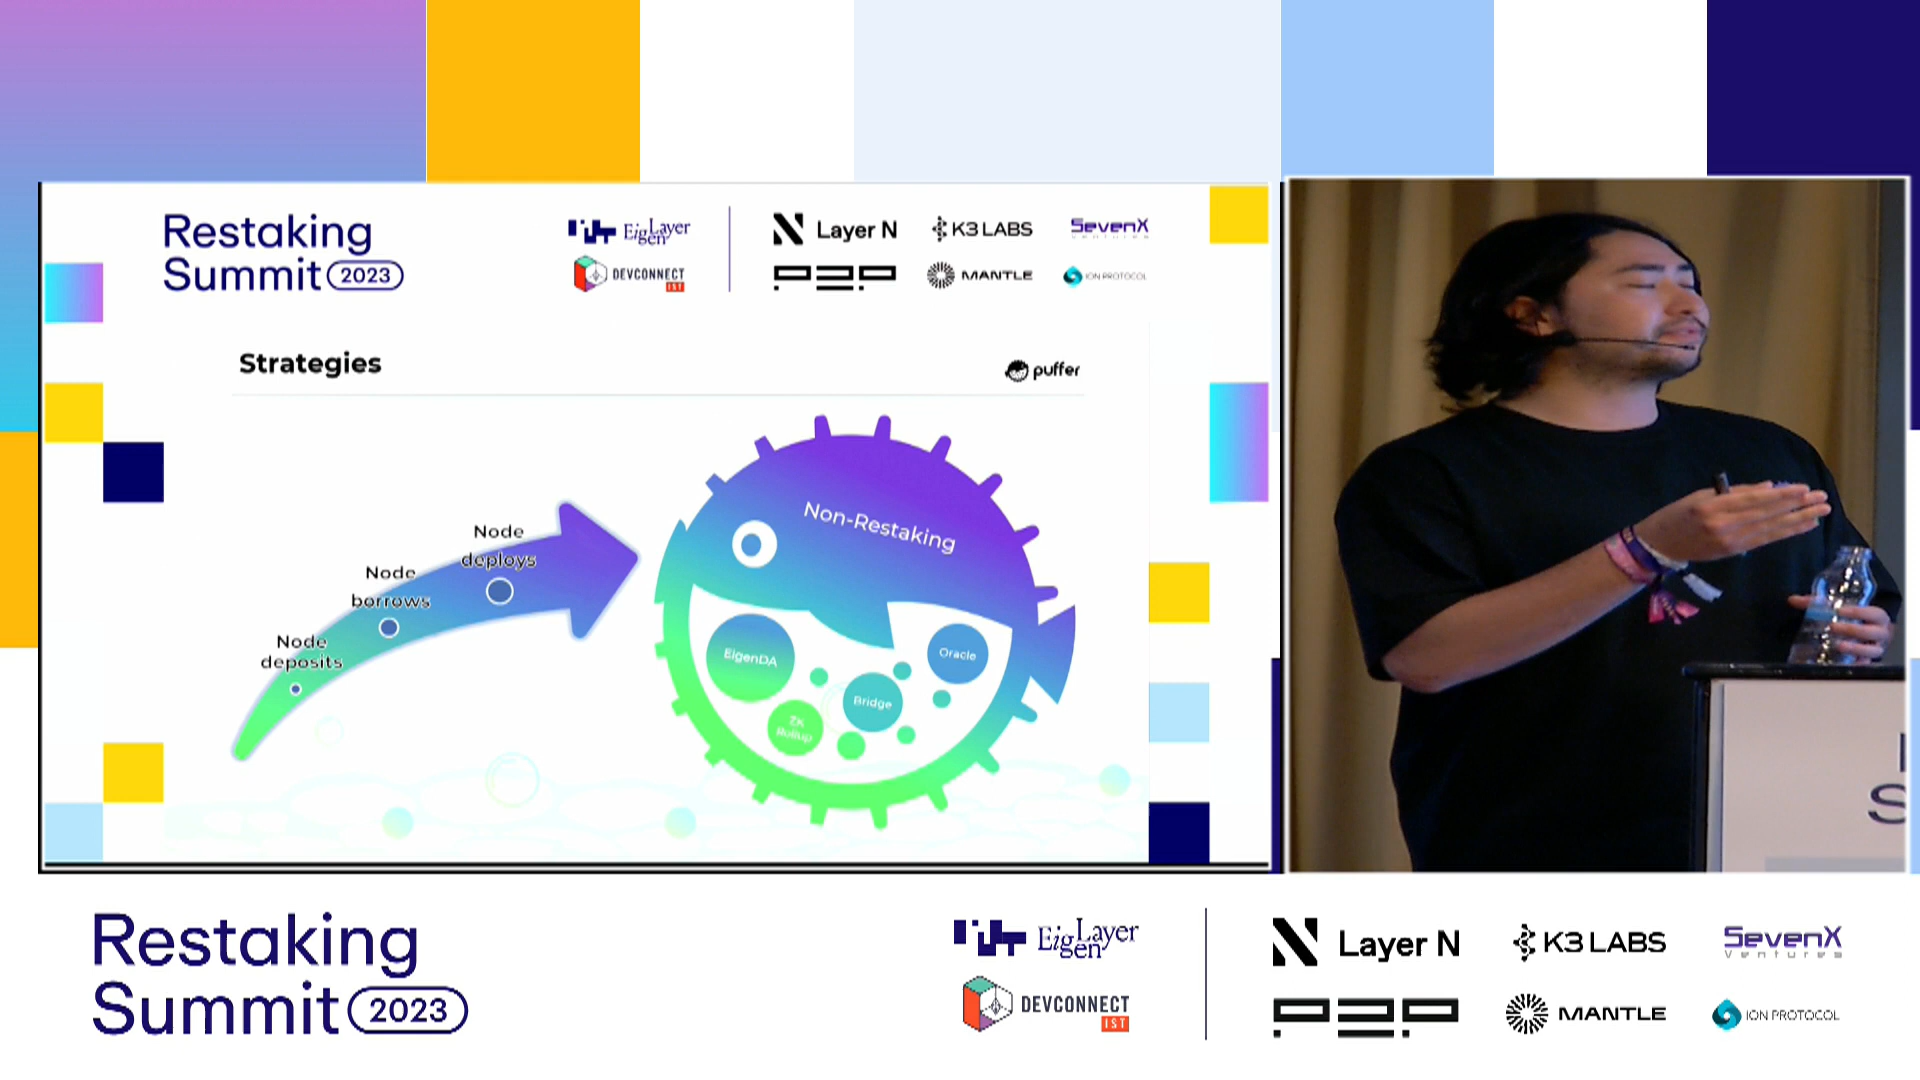 Restaking
Summit 2023
EigenLayer
DEVCONNECT
IST
Layer N
K3 LABS
SevenX
Ventures
P2P
MANTLE
ION PROTOCOL
Strategies
puffer
Node
deposits
Node
borrows
Node
deploys
Non-Restaking
EigenDA
ZK
Rollup
Bridge
Oracle
S
Restaking
Summit 2023
EigenLayer
DEVCONNECT
IST
Layer N
K3 LABS
SevenX
Ventures
P2P
MANTLE
ION PROTOCOL